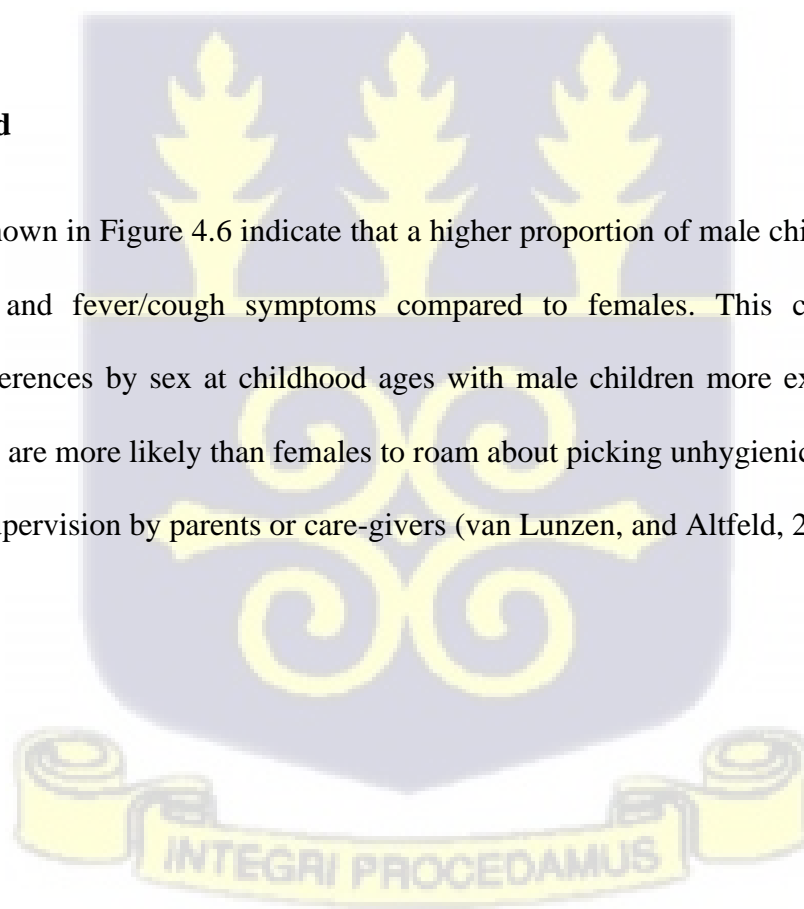 d
nown in Figure 4.6 indicate that a higher proportion of male chi
and fever/cough symptoms compared to females. This c
ferences by sex at childhood ages with male children more ex
are more likely than females to roam about picking unhygienic
pervision by parents or care-givers (van Lunzen, and Altfeld, 2
INTEGRI PROCEDAMUS